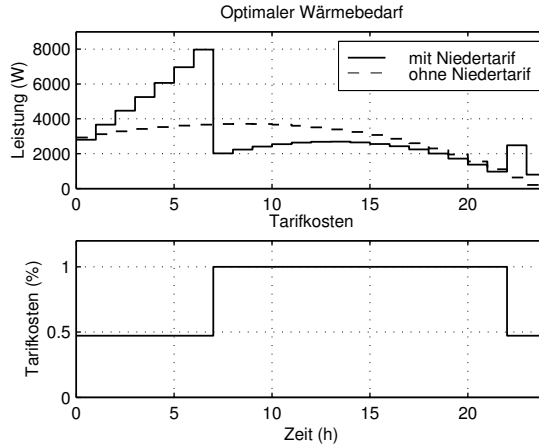 Optimaler Wärmebedarf
Leistung (W)
8000
6000
4000
2000
0
mit Niedertarif
ohne Niedertarif
0 5 10 15 20
Tarifkosten
Tarifkosten (%)
1
0.5
0
0 5 10 15 20
Zeit (h)